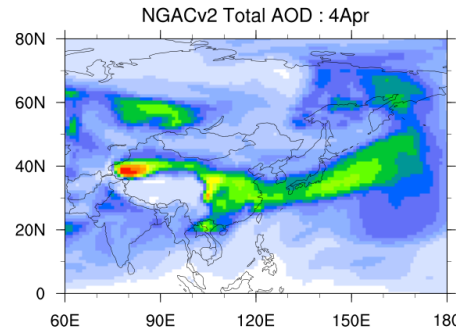 NGACv2 Total AOD : 4Apr
80N
60N
40N
20N
0
60E 90E 120E 150E 180